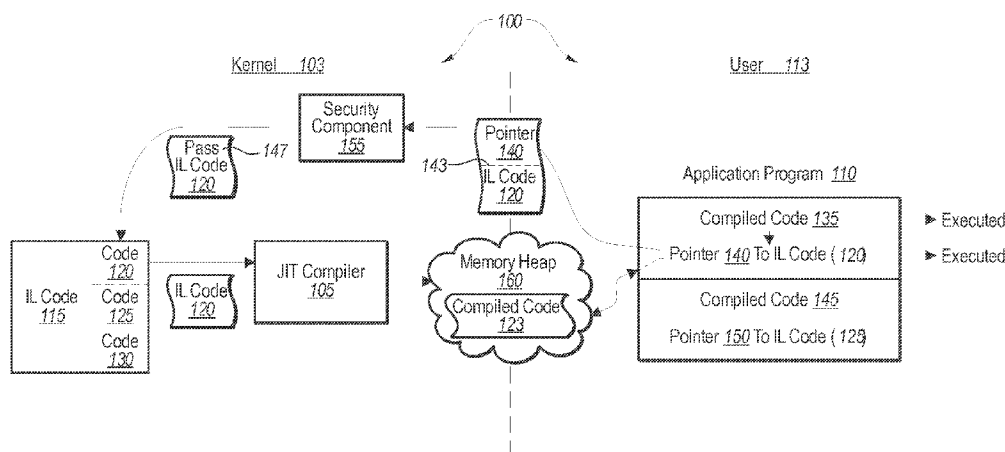 100
Kernel 103
User 113
Security
Component
155
Pointer
140
143
IL Code
120
Pass
147
IL Code
120
Application Program 110
Compiled Code 135
Executed
Pointer 140 To IL Code (120)
Executed
Compiled Code 145
Pointer 150 To IL Code (125)
IL Code
115
Code
120
Code
125
Code
130
IL Code
120
JIT Compiler
105
Memory Heap
160
Compiled Code
123